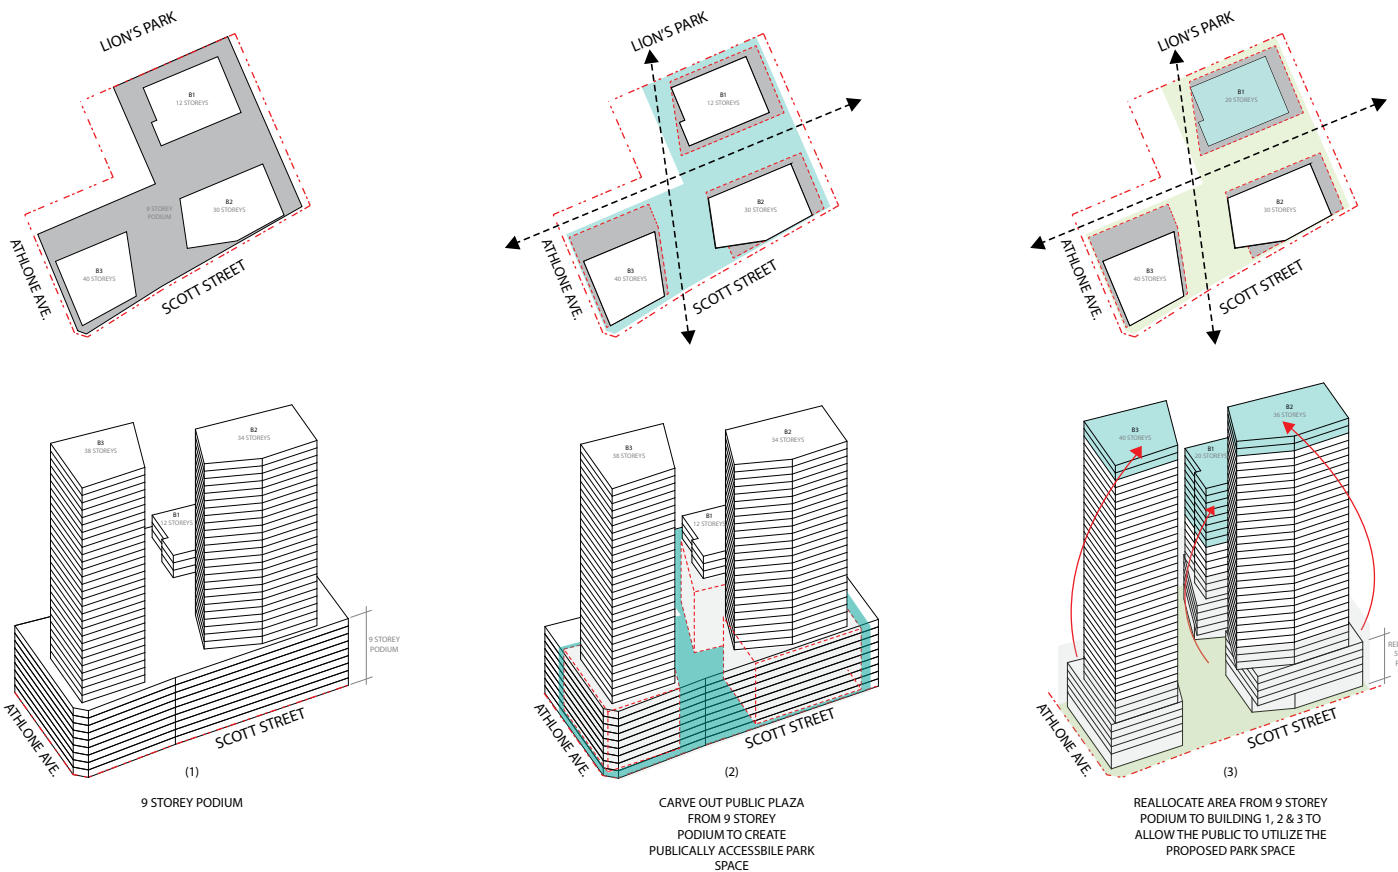 LION'S PARK
B1
12 STOREYS
B2
30 STOREYS
9 STOREY
PODIUM
B3
40 STOREYS
ATHLONE AVE.
SCOTT STREET
LION'S PARK
B1
12 STOREYS
B2
30 STOREYS
B3
40 STOREYS
ATHLONE AVE.
SCOTT STREET
LION'S PARK
B1
20 STOREYS
B2
30 STOREYS
B3
40 STOREYS
ATHLONE AVE.
SCOTT STREET
B3
38 STOREYS
B2
34 STOREYS
B1
12 STOREYS
9 STOREY
PODIUM
ATHLONE AVE.
SCOTT STREET
(1)
9 STOREY PODIUM
B3
38 STOREYS
B2
34 STOREYS
B1
12 STOREYS
ATHLONE AVE.
SCOTT STREET
(2)
CARVE OUT PUBLIC PLAZA
FROM 9 STOREY
PODIUM TO CREATE
PUBLICALLY ACCESSBILE PARK
SPACE
B3
40 STOREYS
B2
36 STOREYS
B1
20 STOREYS
ATHLONE AVE.
SCOTT STREET
(3)
REALLOCATE AREA FROM 9 STOREY
PODIUM TO BUILDING 1, 2 & 3 TO
ALLOW THE PUBLIC TO UTILIZE THE
PROPOSED PARK SPACE